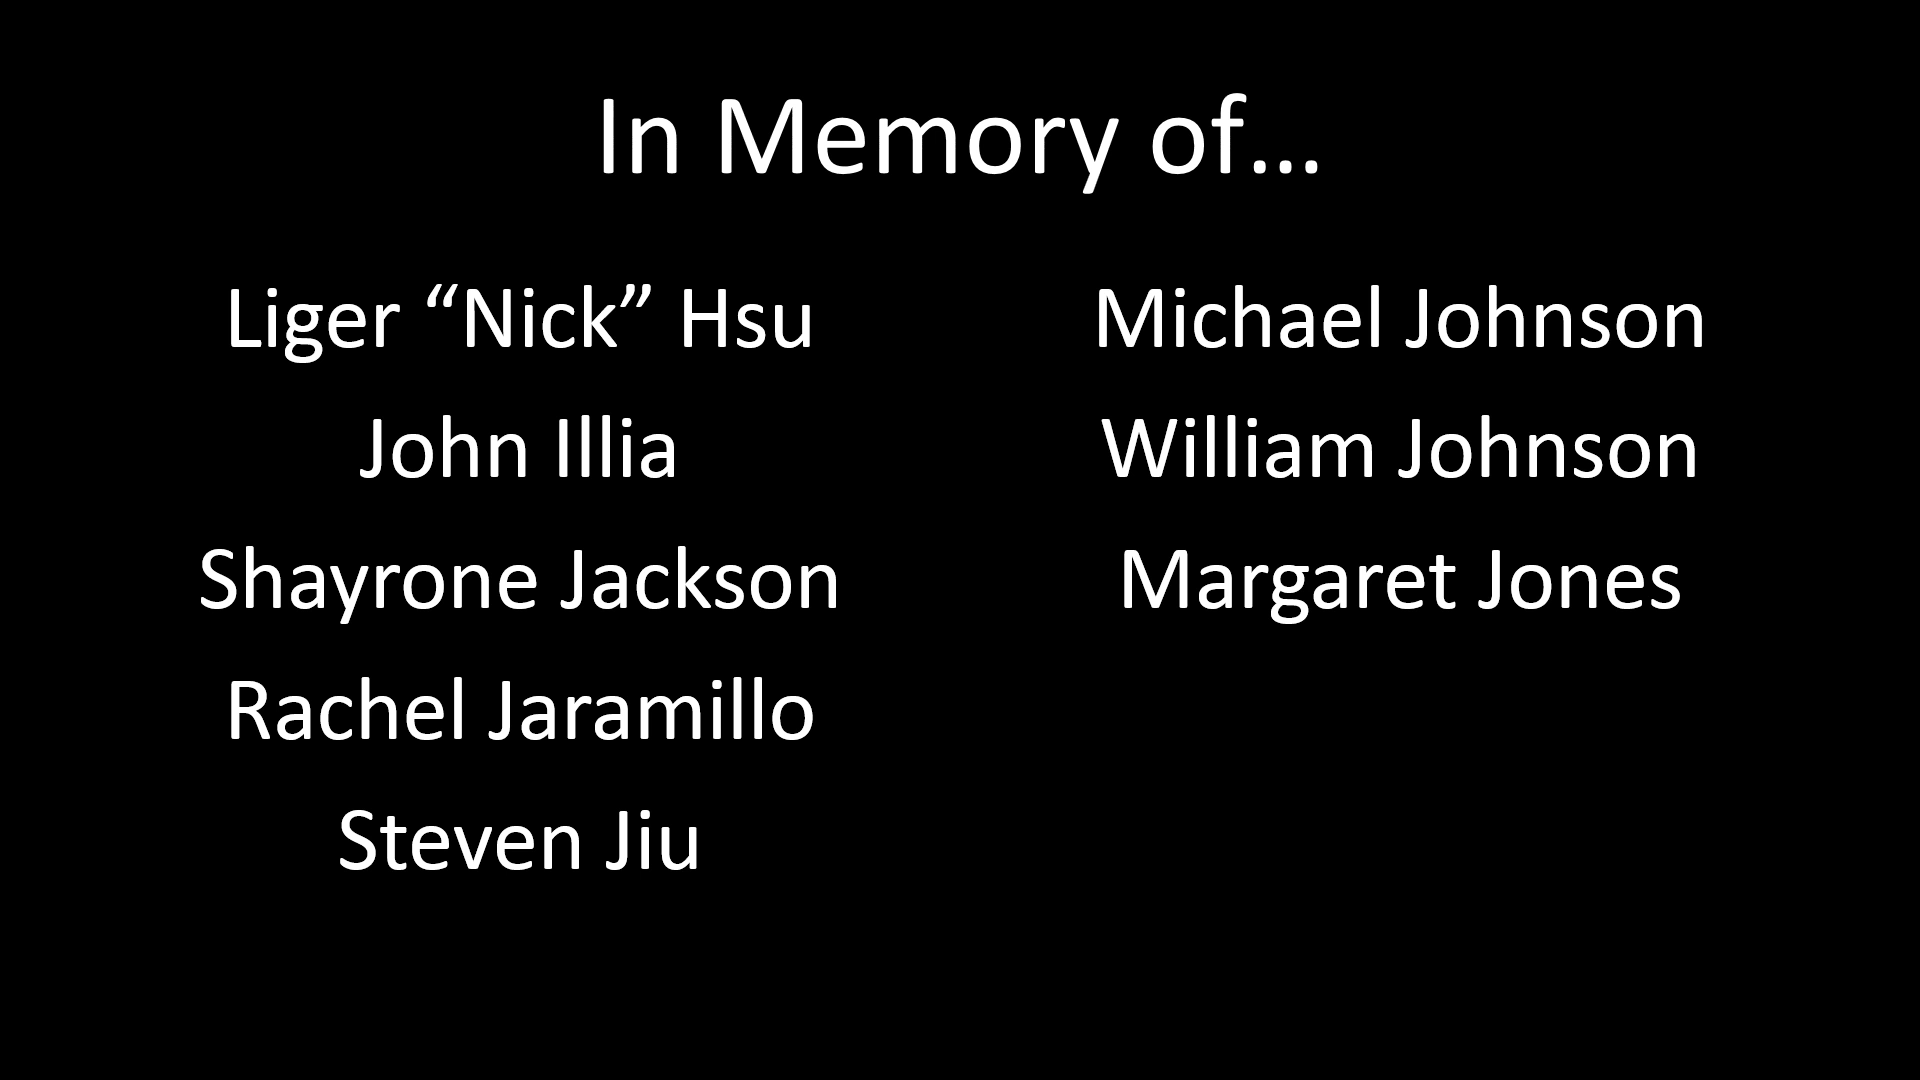 In Memory of…
Liger “Nick” Hsu
John Illia
Shayrone Jackson
Rachel Jaramillo
Steven Jiu
Michael Johnson
William Johnson
Margaret Jones